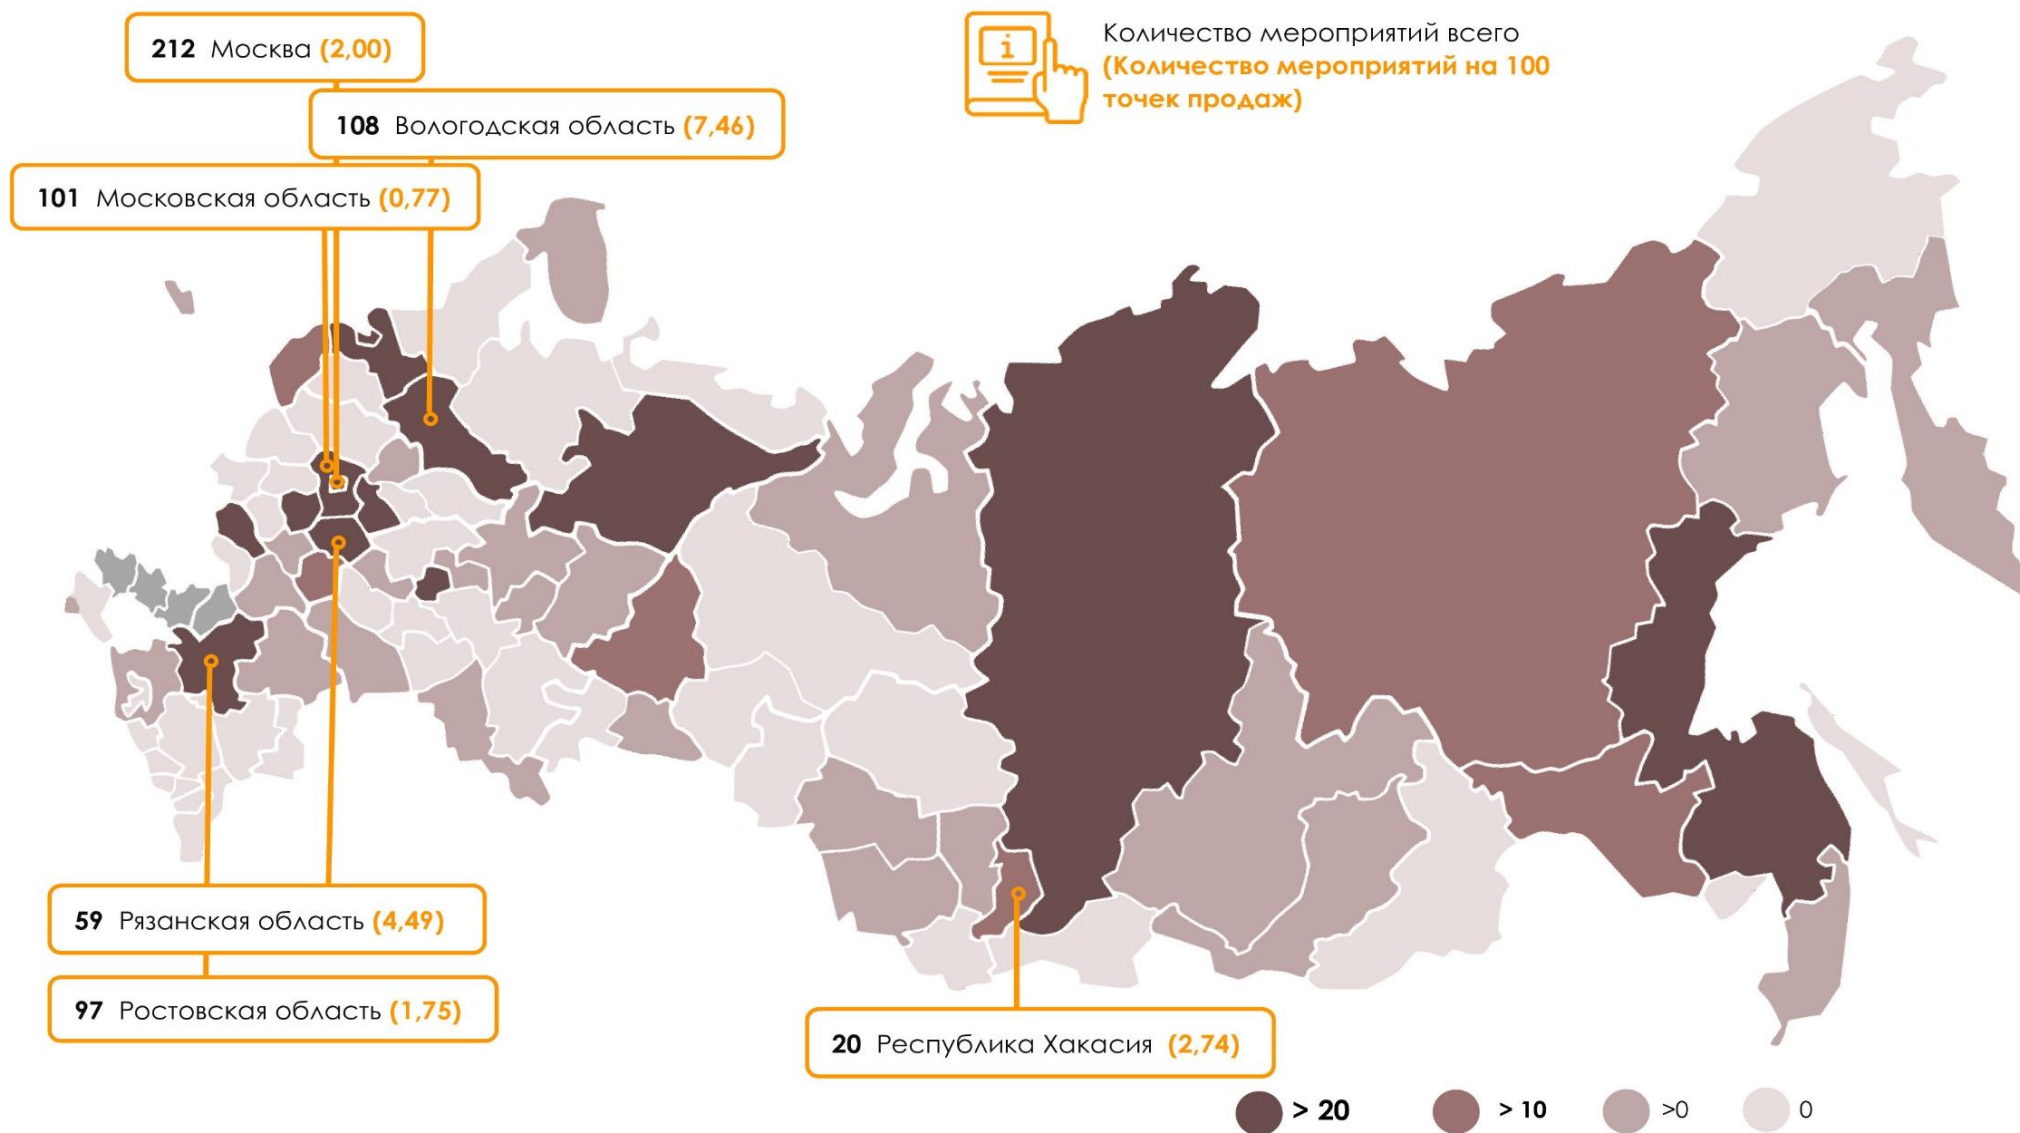 212 Москва (2,00)
Количество мероприятий всего
(Количество мероприятий на 100
точек продаж)
108 Вологодская область (7,46)
101 Московская область (0,77)
59 Рязанская область (4,49)
97 Ростовская область (1,75)
20 Республика Хакасия (2,74)
> 20 > 10 >0 0